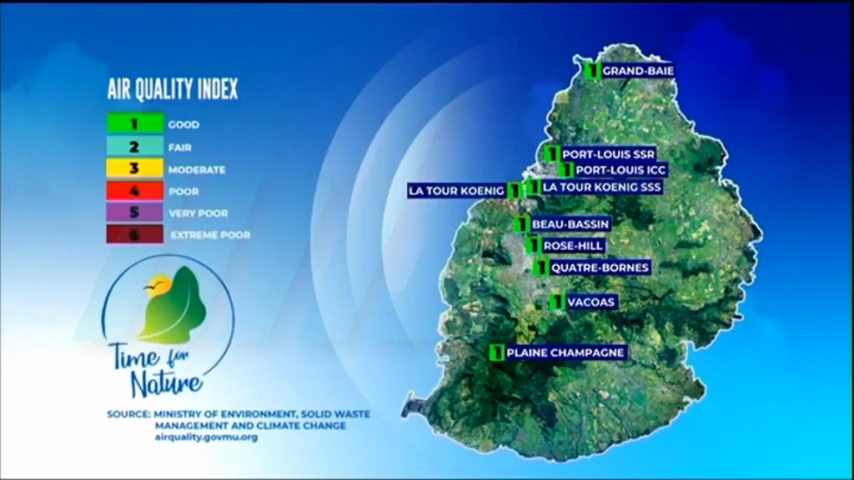 AIR QUALITY INDEX
1 GOOD
2 FAIR
3 MODERATE
4 POOR
5 VERY POOR
6 EXTREME POOR
Time for
Nature
SOURCE: MINISTRY OF ENVIRONMENT, SOLID WASTE
MANAGEMENT AND CLIMATE CHANGE
airquality.govmu.org
1 GRAND-BAIE
1 PORT-LOUIS SSR
1 PORT-LOUIS ICC
LA TOUR KOENIG 1
1 LA TOUR KOENIG SSS
1 BEAU-BASSIN
1 ROSE-HILL
1 QUATRE-BORNES
1 VACOAS
1 PLAINE CHAMPAGNE